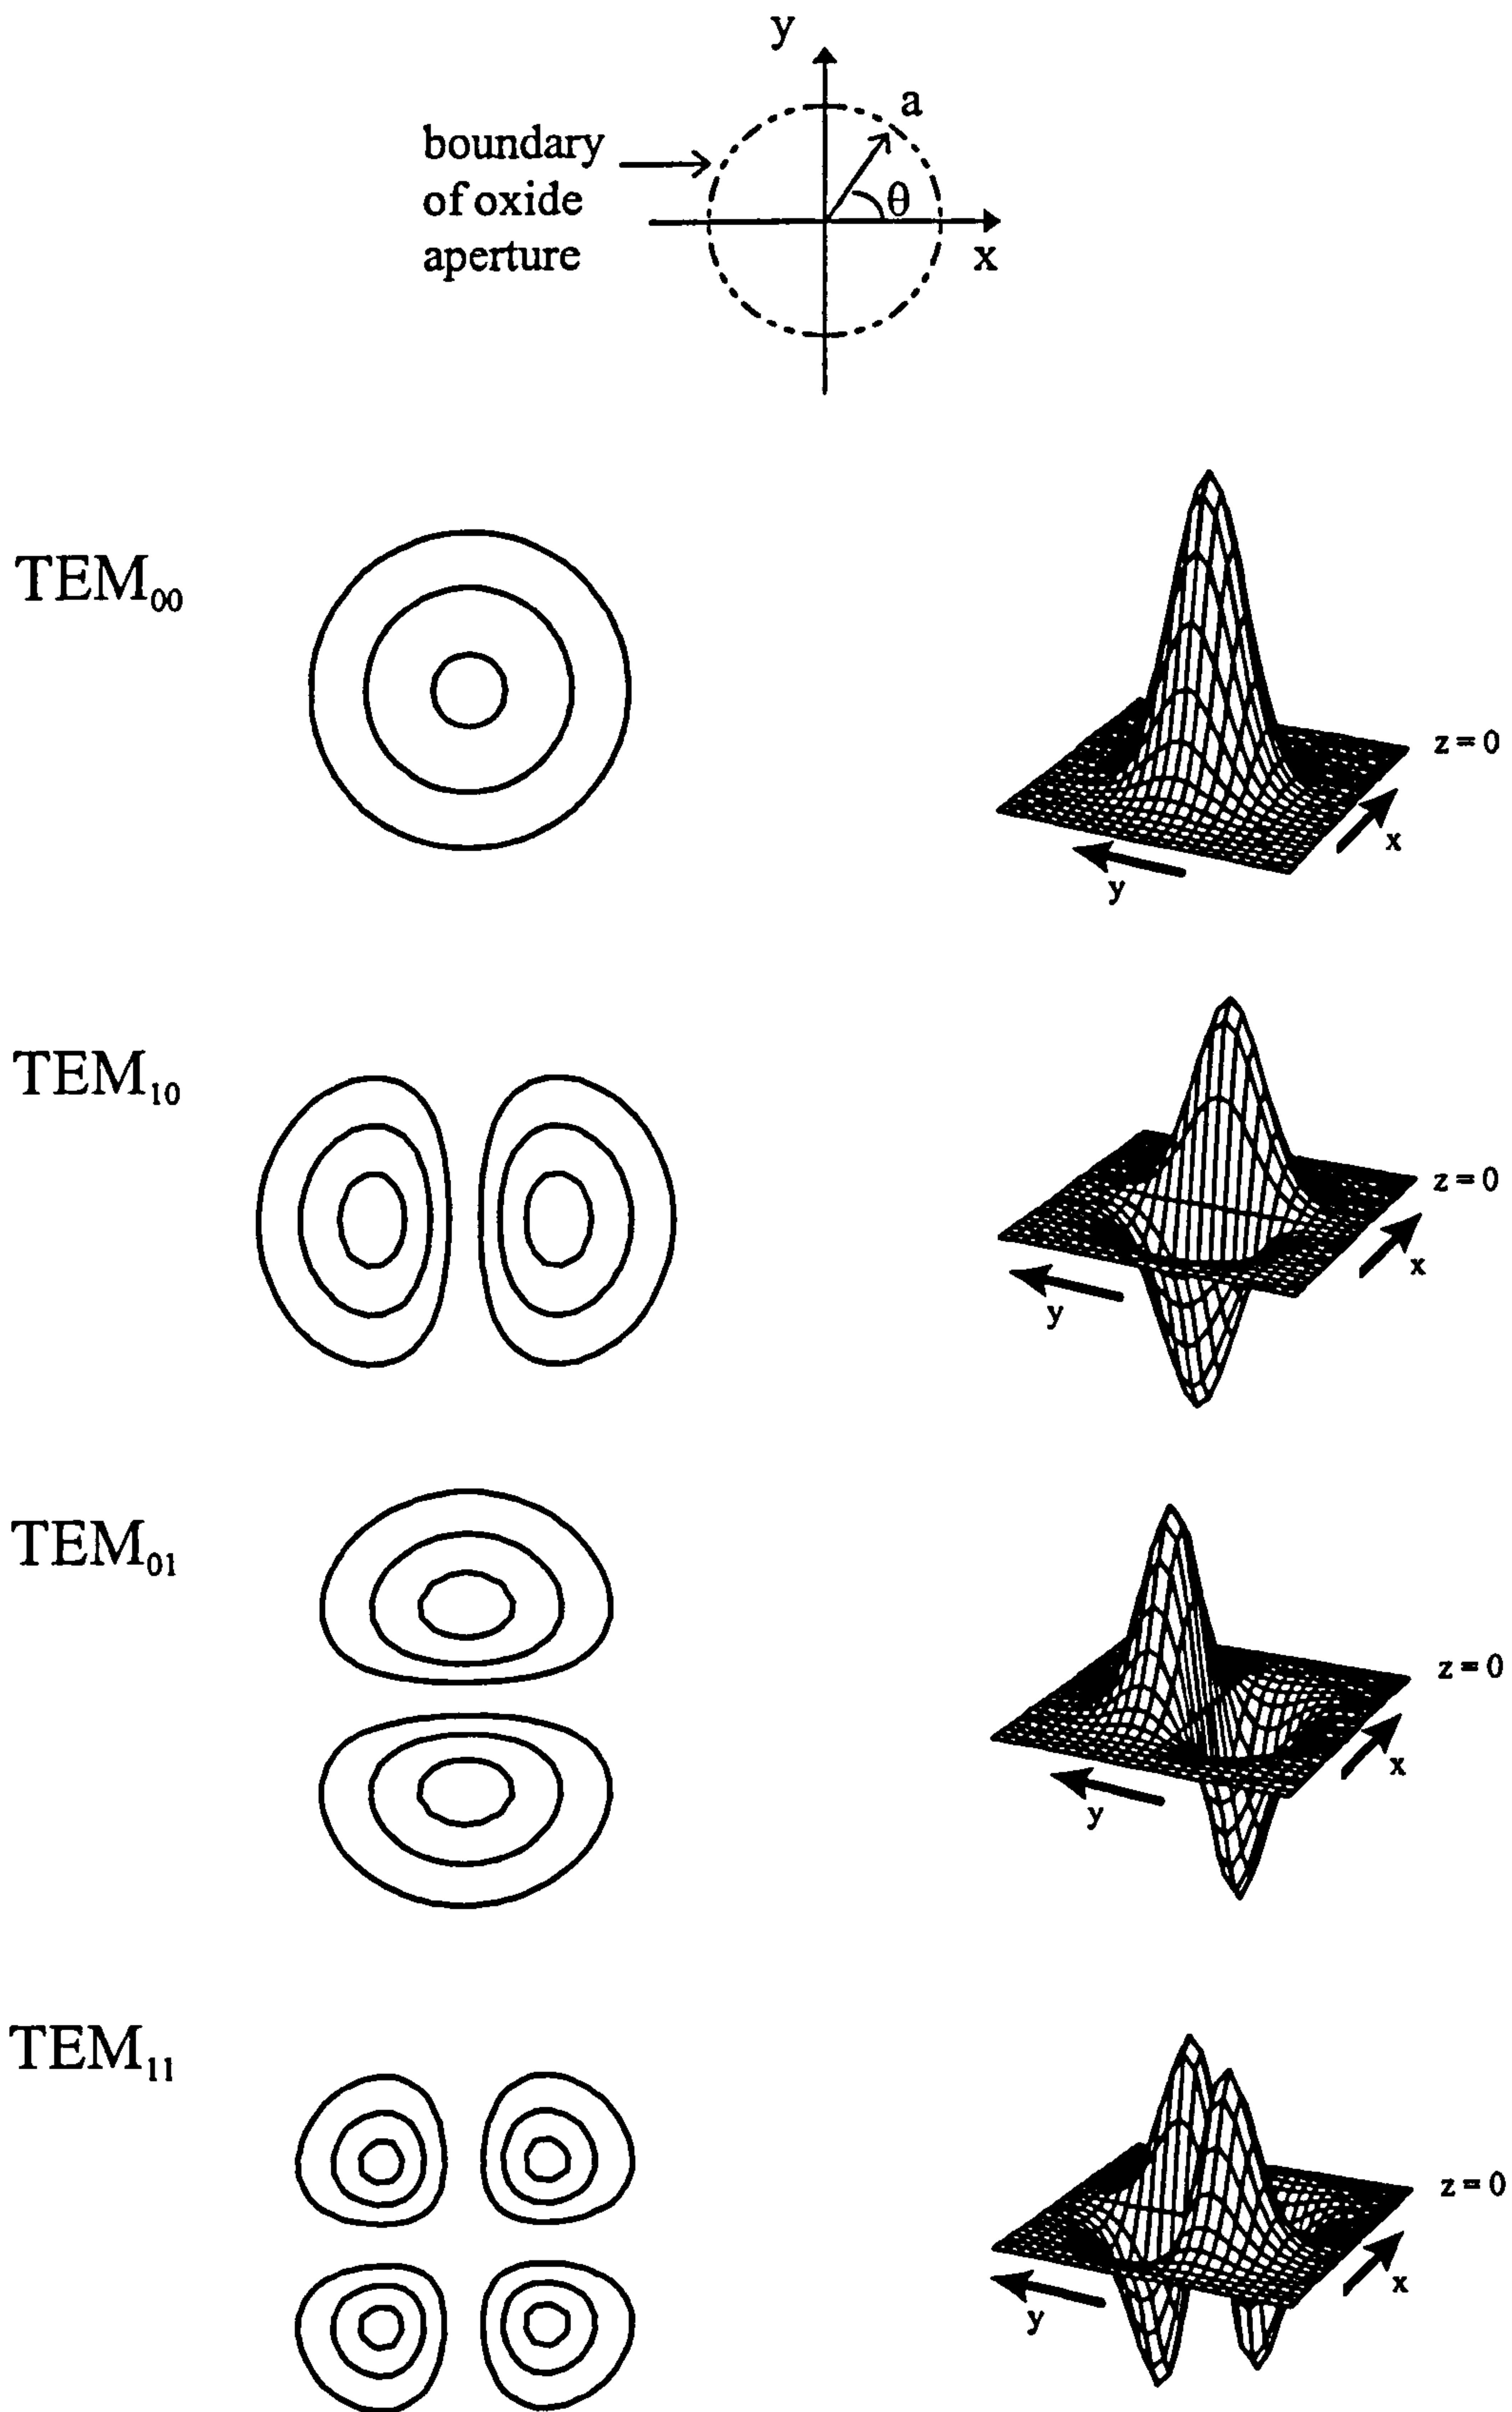 y
a
boundary
of oxide
aperture
θ
x
TEM₀₀
z = 0
x
y
TEM₁₀
z = 0
x
y
TEM₀₁
z = 0
x
y
TEM₁₁
z = 0
x
y